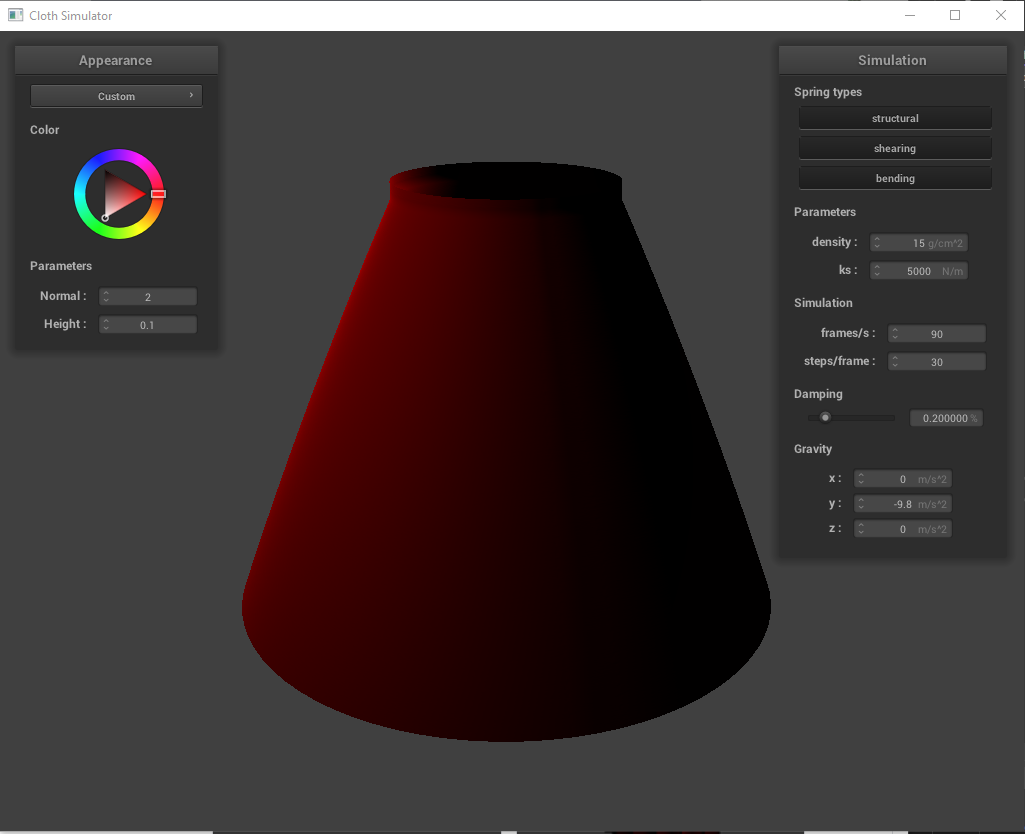 Cloth Simulator
Appearance
Custom
Color
Parameters
Normal : 2
Height : 0.1
Simulation
Spring types
structural
shearing
bending
Parameters
density : 15 g/cm^2
ks : 5000 N/m
Simulation
frames/s : 90
steps/frame : 30
Damping
0.200000 %
Gravity
x : 0 m/s^2
y : -9.8 m/s^2
z : 0 m/s^2